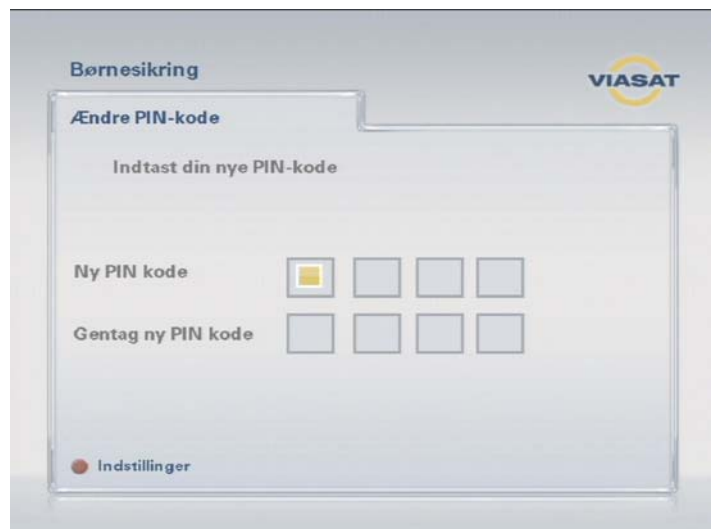 Børnesikring
VIASAT
Ændre PIN-kode
Indtast din nye PIN-kode
Ny PIN kode
Gentag ny PIN kode
Indstillinger